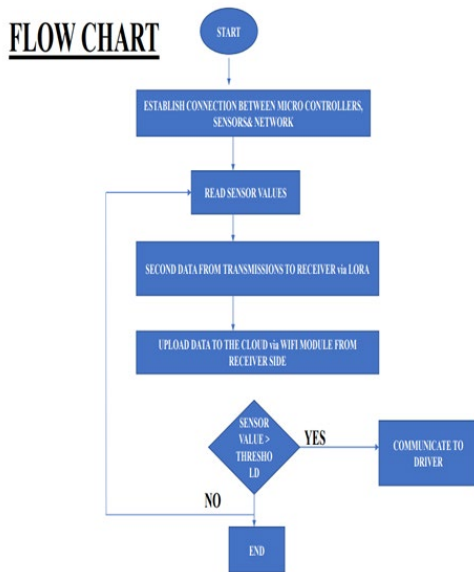 FLOW CHART
START
ESTABLISH CONNECTION BETWEEN MICRO CONTROLLERS,
SENSORS& NETWORK
READ SENSOR VALUES
SECOND DATA FROM TRANSMISSIONS TO RECEIVER via LORA
UPLOAD DATA TO THE CLOUD via WIFI MODULE FROM
RECEIVER SIDE
SENSOR
VALUE >
THRESHO
LD
YES
COMMUNICATE TO
DRIVER
NO
END